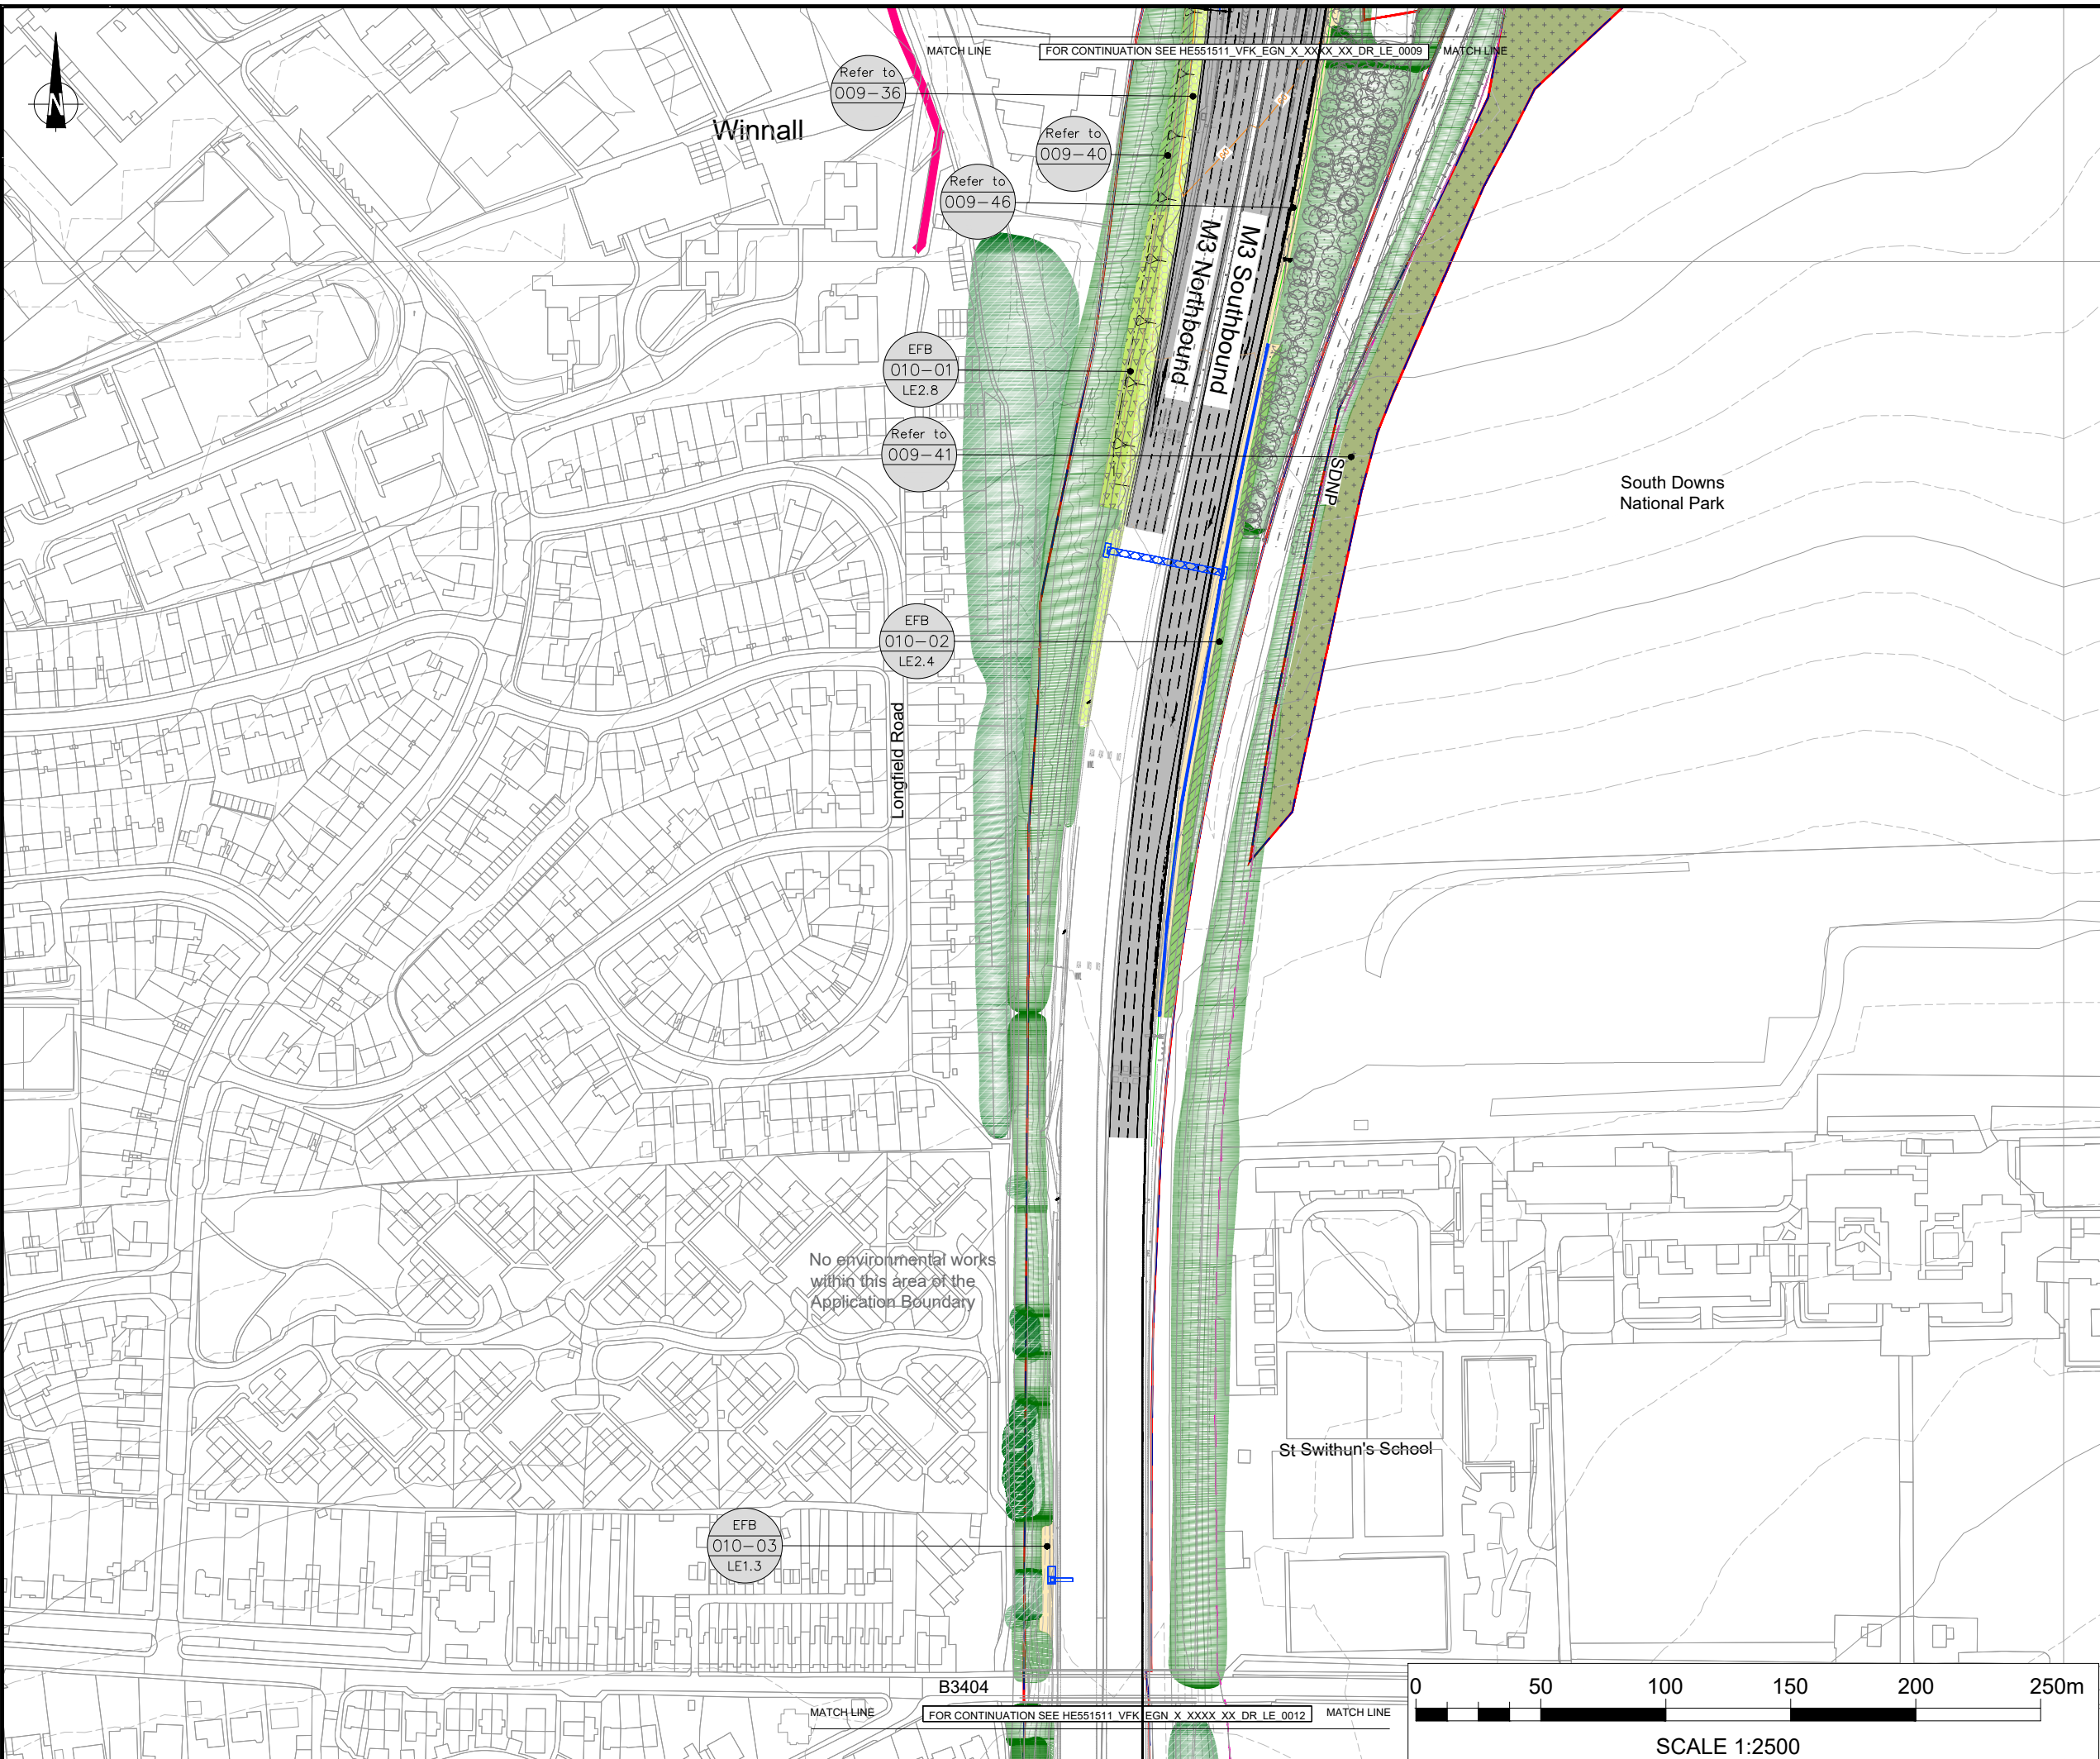 MATCH LINE
FOR CONTINUATION SEE HE551511_VFK_EGN_X_XXXX_XX_DR_LE_0009
MATCH LINE
N
Refer to
009-36
Winnall
Refer to
009-40
Refer to
009-46
M3 Northbound
M3 Southbound
EFB
010-01
LE2.8
Refer to
009-41
SDNP
South Downs
National Park
EFB
010-02
LE2.4
Longfield Road
No environmental works
within this area of the
Application Boundary
St Swithun's School
EFB
010-03
LE1.3
B3404
MATCH LINE
FOR CONTINUATION SEE HE551511_VFK_EGN_X_XXXX_XX_DR_LE_0012
MATCH LINE
0 50 100 150 200 250m
SCALE 1:2500